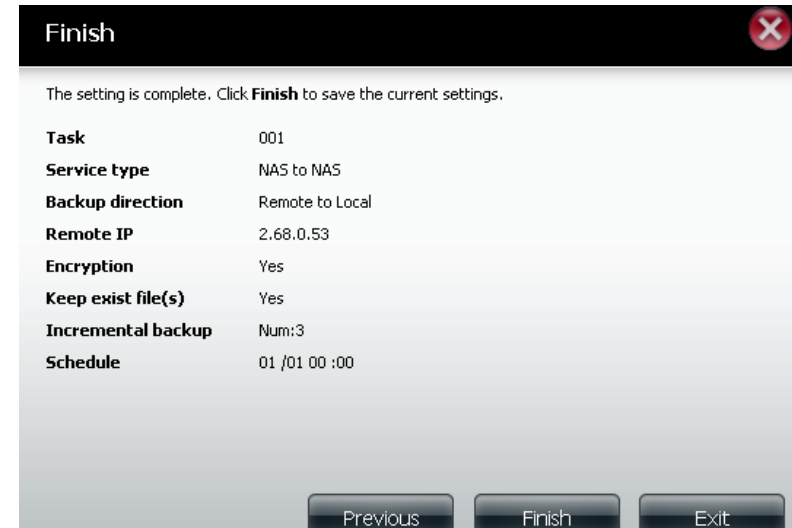 Finish
The setting is complete. Click Finish to save the current settings.
Task 001
Service type NAS to NAS
Backup direction Remote to Local
Remote IP 2.68.0.53
Encryption Yes
Keep exist file(s) Yes
Incremental backup Num:3
Schedule 01 /01 00 :00
Previous Finish Exit